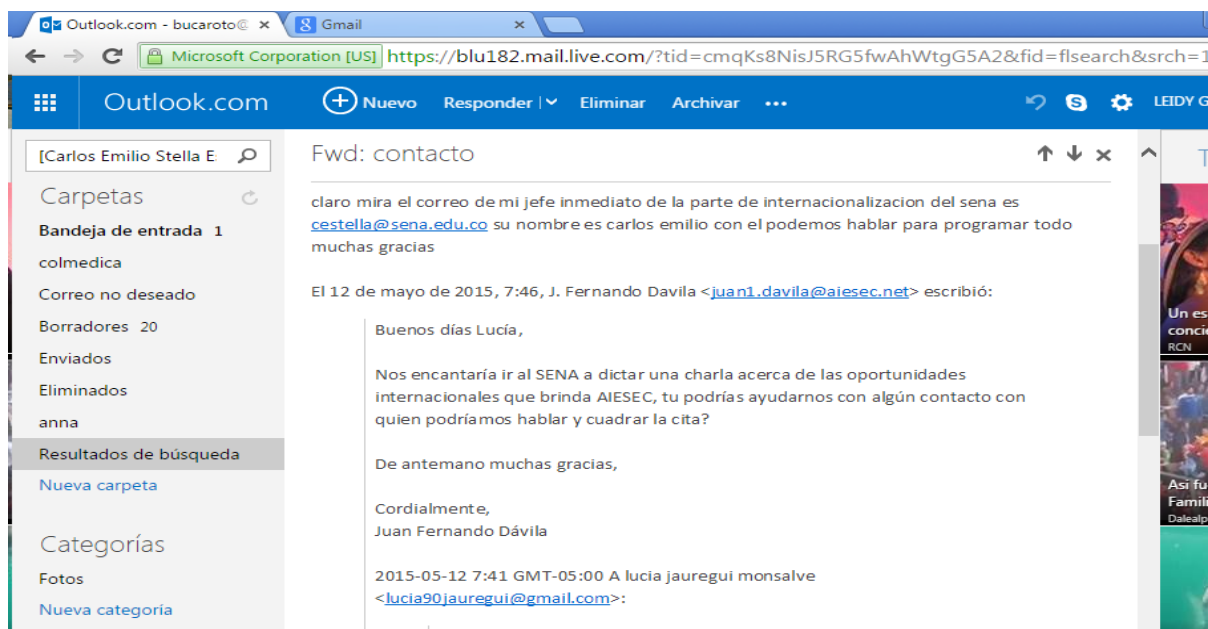 Outlook.com - bucaroto@ ×
Gmail ×
Microsoft Corporation [US] https://blu182.mail.live.com/?tid=cmqKs8NisJ5RG5fwAhWtgG5A2&fid=flsearch&srch=1
Outlook.com
Nuevo Responder Eliminar Archivar •••
LEIDY G
[Carlos Emilio Stella E
Carpetas
Bandeja de entrada 1
colmedica
Correo no deseado
Borradores 20
Enviados
Eliminados
anna
Resultados de búsqueda
Nueva carpeta
Categorías
Fotos
Nueva categoría
Fwd: contacto
claro mira el correo de mi jefe inmediato de la parte de internacionalizacion del sena es
cestella@sena.edu.co su nombre es carlos emilio con el podemos hablar para programar todo
muchas gracias
El 12 de mayo de 2015, 7:46, J. Fernando Davila <juan1.davila@aiesec.net> escribió:
Buenos días Lucía,
Nos encantaría ir al SENA a dictar una charla acerca de las oportunidades
internacionales que brinda AIESEC, tu podrías ayudarnos con algún contacto con
quien podríamos hablar y cuadrar la cita?
De antemano muchas gracias,
Cordialmente,
Juan Fernando Dávila
2015-05-12 7:41 GMT-05:00 A lucia jauregui monsalve
<lucia90jauregui@gmail.com>:
T
Un es
concie
RCN
Asi fu
Famili
Dalealp